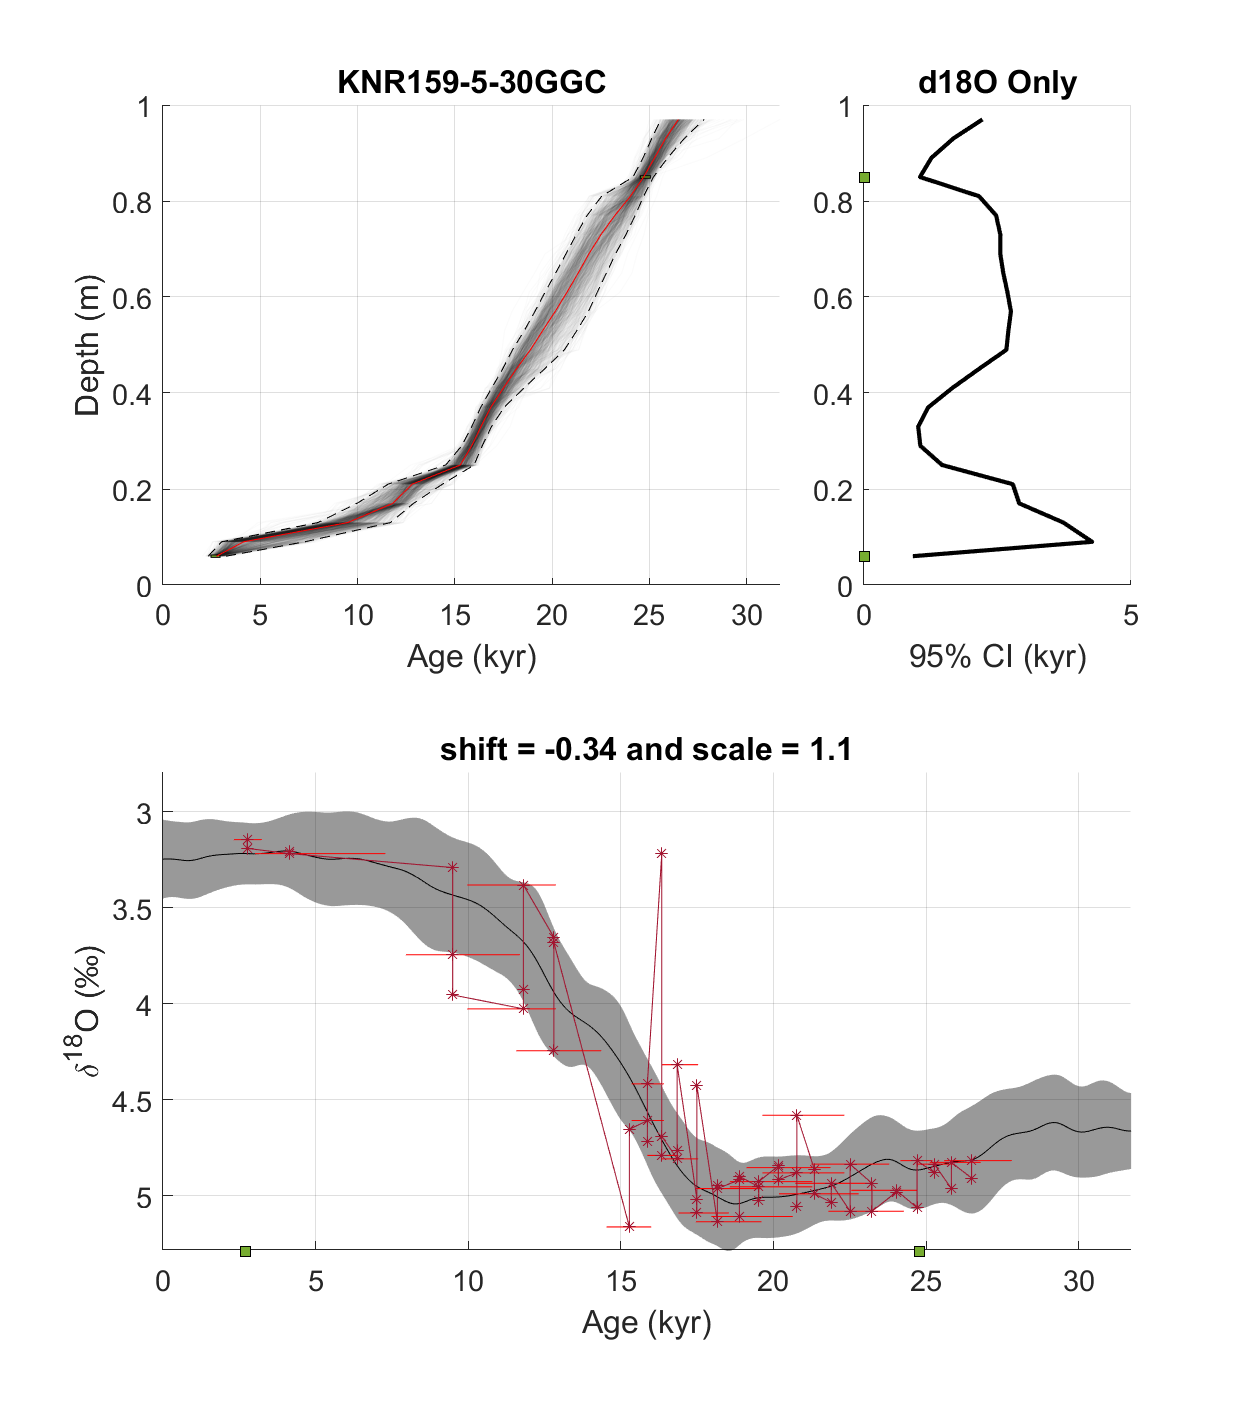 KNR159-5-30GGC
1
0.8
0.6
0.4
0.2
0
Depth (m)
0 5 10 15 20 25 30
Age (kyr)
d18O Only
1
0.8
0.6
0.4
0.2
0
0 5
95% CI (kyr)
shift = -0.34 and scale = 1.1
3
3.5
4
4.5
5
δ18O (‰)
0 5 10 15 20 25 30
Age (kyr)